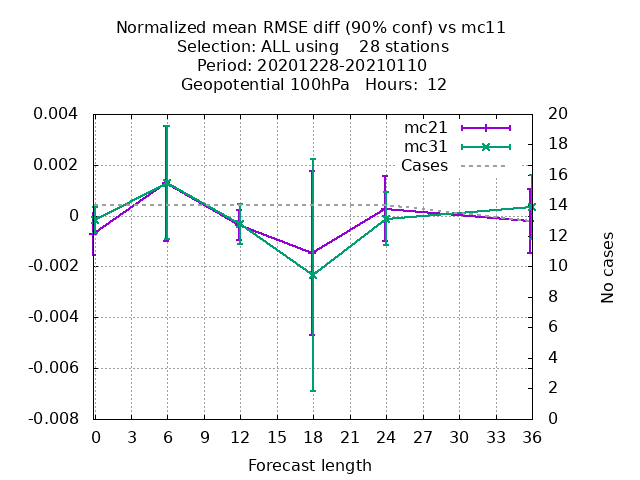 Normalized mean RMSE diff (90% conf) vs mc11
Selection: ALL using    28 stations
Period: 20201228-20210110
Geopotential 100hPa   Hours:  12
mc21
mc31
Cases
0.004
0.002
0
-0.002
-0.004
-0.006
-0.008
20
18
16
14
12
10
8
6
4
2
0
No cases
0 3 6 9 12 15 18 21 24 27 30 33 36
Forecast length